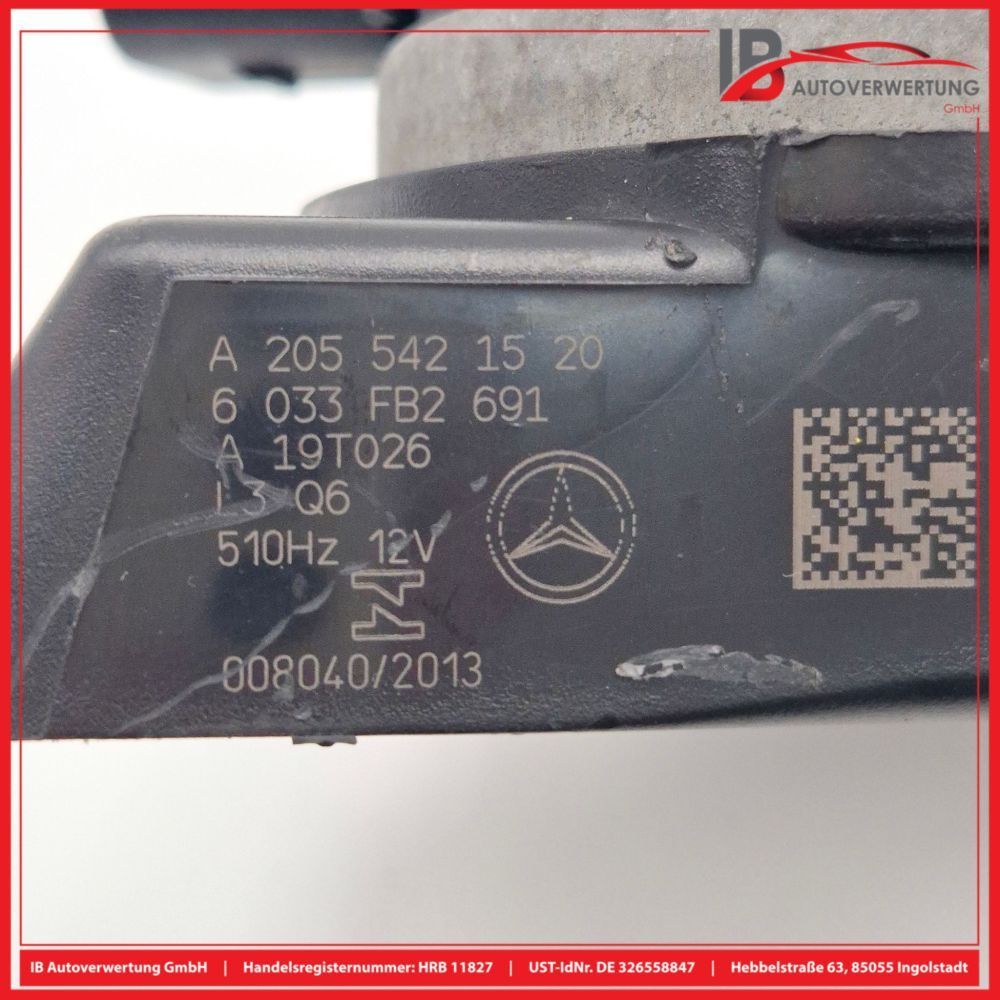 IB
AUTOVERWERTUNG
GmbH
A 205 542 15 20
6 033 FB2 691
A 19T026
L3 Q6
510Hz 12V
008040/2013
IB Autoverwertung GmbH | Handelsregisternummer: HRB 11827 | UST-IdNr. DE 326558847 | Hebbelstraße 63, 85055 Ingolstadt